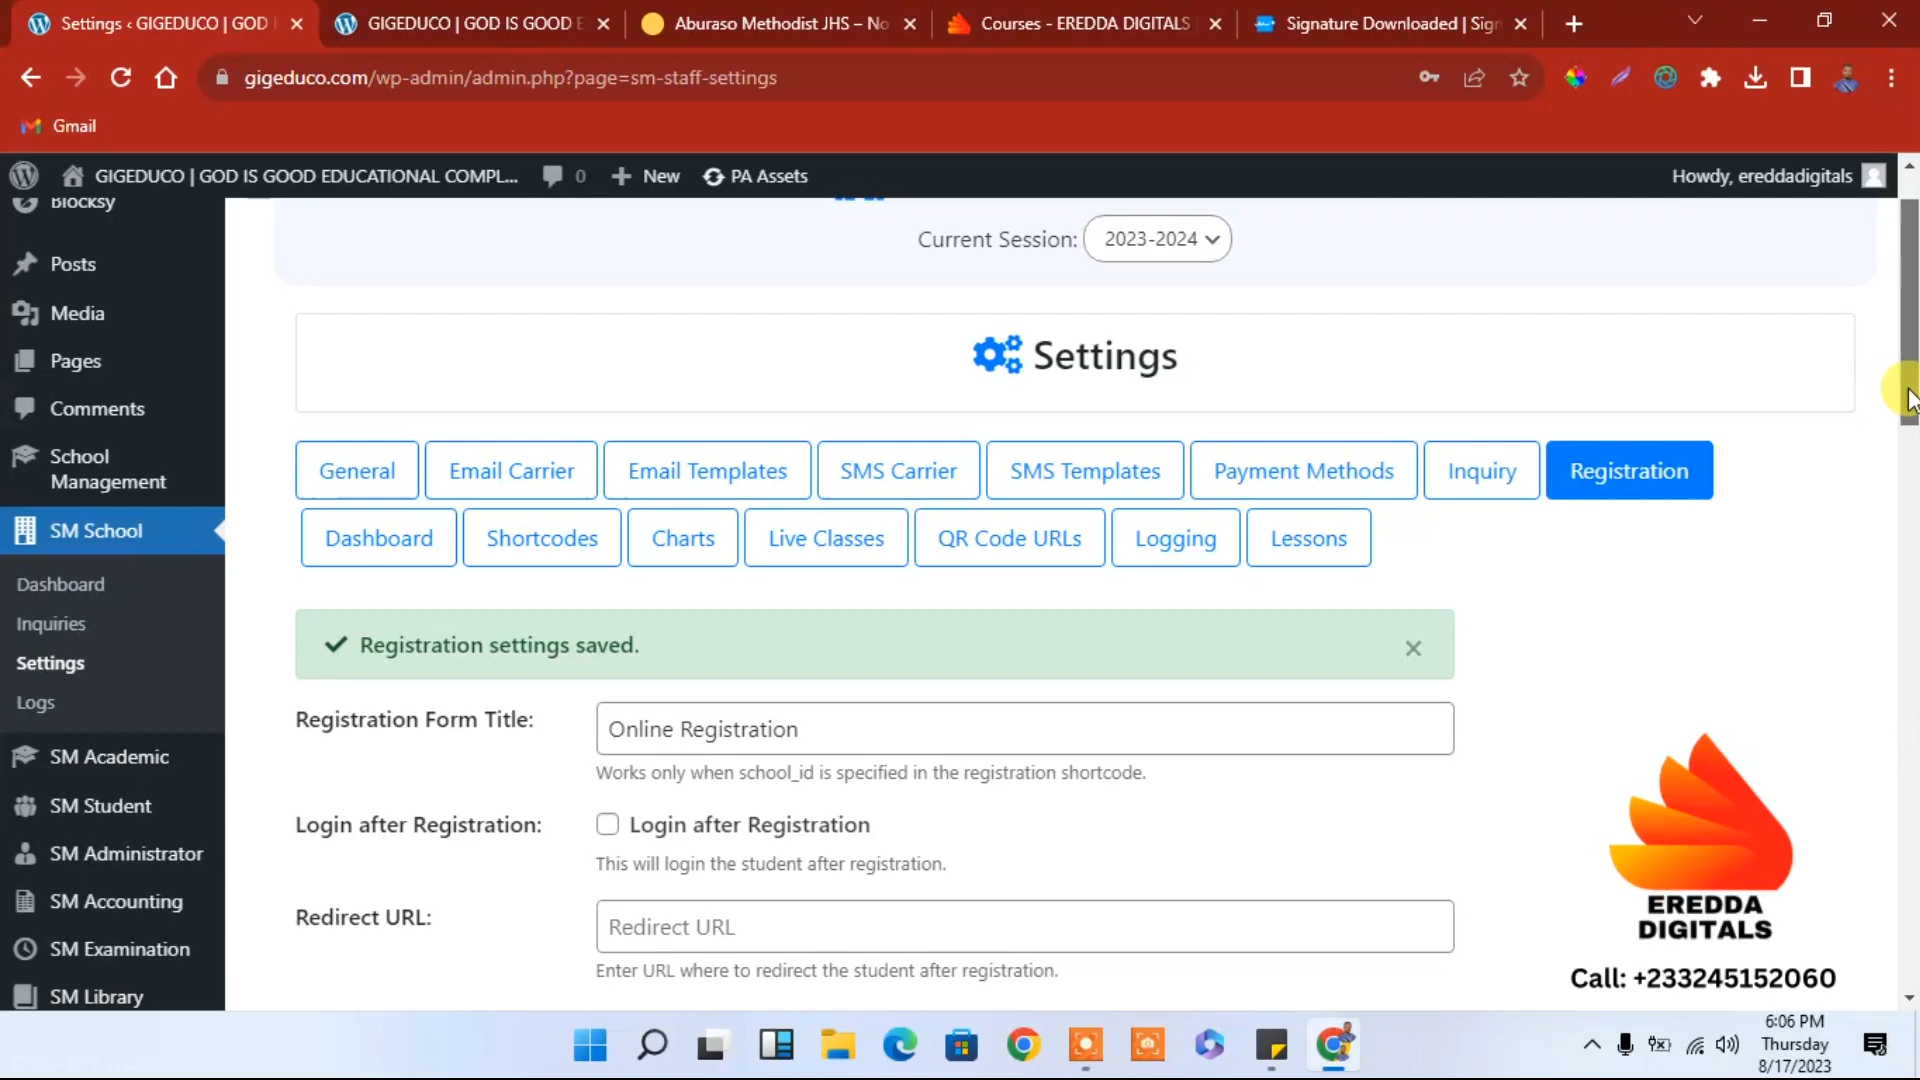 Settings ‹ GIGEDUCO | GOD
GIGEDUCO | GOD IS GOOD E
Aburaso Methodist JHS – No
Courses - EREDDA DIGITALS
Signature Downloaded | Sign
gigeduco.com/wp-admin/admin.php?page=sm-staff-settings
Gmail
GIGEDUCO | GOD IS GOOD EDUCATIONAL COMPL...
0
New
PA Assets
Howdy, ereddadigitals
Blocksy
Posts
Media
Pages
Comments
School
Management
SM School
Dashboard
Inquiries
Settings
Logs
SM Academic
SM Student
SM Administrator
SM Accounting
SM Examination
SM Library
Current Session: 2023-2024
Settings
General
Email Carrier
Email Templates
SMS Carrier
SMS Templates
Payment Methods
Inquiry
Registration
Dashboard
Shortcodes
Charts
Live Classes
QR Code URLs
Logging
Lessons
Registration settings saved.
Registration Form Title:
Online Registration
Works only when school_id is specified in the registration shortcode.
Login after Registration:
Login after Registration
This will login the student after registration.
Redirect URL:
Redirect URL
Enter URL where to redirect the student after registration.
EREDDA
DIGITALS
Call: +233245152060
6:06 PM
Thursday
8/17/2023